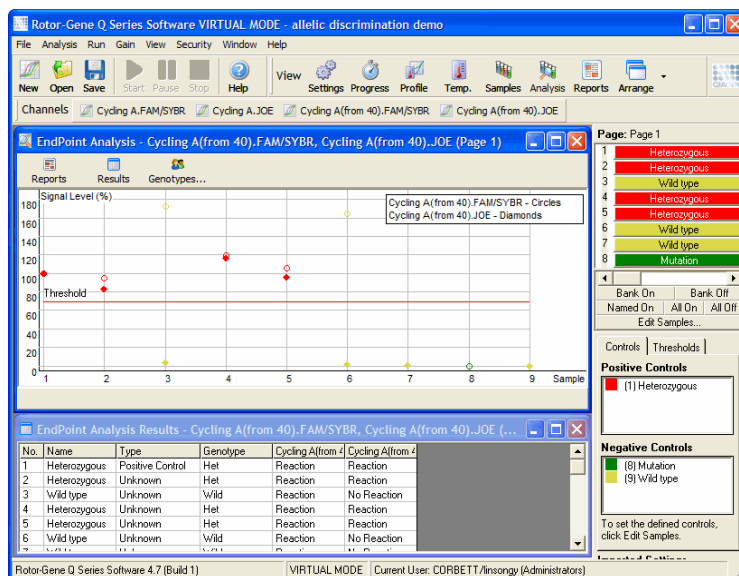 Rotor-Gene Q Series Software VIRTUAL MODE - allelic discrimination demo
File Analysis Run Gain View Security Window Help
New Open Save Start Pause Stop Help View Settings Progress Profile Temp. Samples Analysis Reports Arrange
Channels Cycling A.FAM/SYBR Cycling A.JOE Cycling A(from 40).FAM/SYBR Cycling A(from 40).JOE
EndPoint Analysis - Cycling A(from 40).FAM/SYBR, Cycling A(from 40).JOE (Page 1)
Reports Results Genotypes...
Signal Level (%)
Cycling A(from 40).FAM/SYBR - Circles
Cycling A(from 40).JOE - Diamonds
180
160
140
120
100
80
Threshold
60
40
20
0
1 2 3 4 5 6 7 8 9 Sample
Page: Page 1
1 Heterozygous
2 Heterozygous
3 Wild type
4 Heterozygous
5 Heterozygous
6 Wild type
7 Wild type
8 Mutation
Bank On Bank Off
Named On All On All Off
Edit Samples...
Controls Thresholds
Positive Controls
(1) Heterozygous
Negative Controls
(8) Mutation
(9) Wild type
To set the defined controls,
click Edit Samples.
EndPoint Analysis Results - Cycling A(from 40).FAM/SYBR, Cycling A(from 40).JOE (...
No. Name Type Genotype Cycling A(from 4 Cycling A(from 4
1 Heterozygous Positive Control Het Reaction Reaction
2 Heterozygous Unknown Het Reaction Reaction
3 Wild type Unknown Wild Reaction No Reaction
4 Heterozygous Unknown Het Reaction Reaction
5 Heterozygous Unknown Het Reaction Reaction
6 Wild type Unknown Wild Reaction No Reaction
Rotor-Gene Q Series Software 4.7 (Build 1) VIRTUAL MODE Current User: CORBETT/linsongy (Administrators)